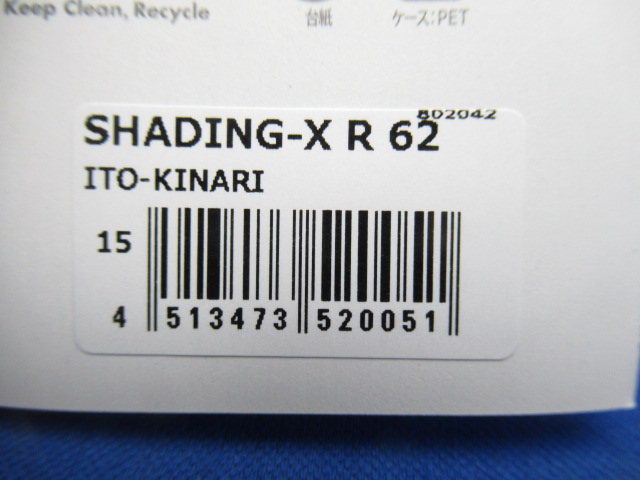 Keep Clean, Recycle
台紙
ケース:PET
802042
SHADING-X R 62
ITO-KINARI
15
4 513473 520051